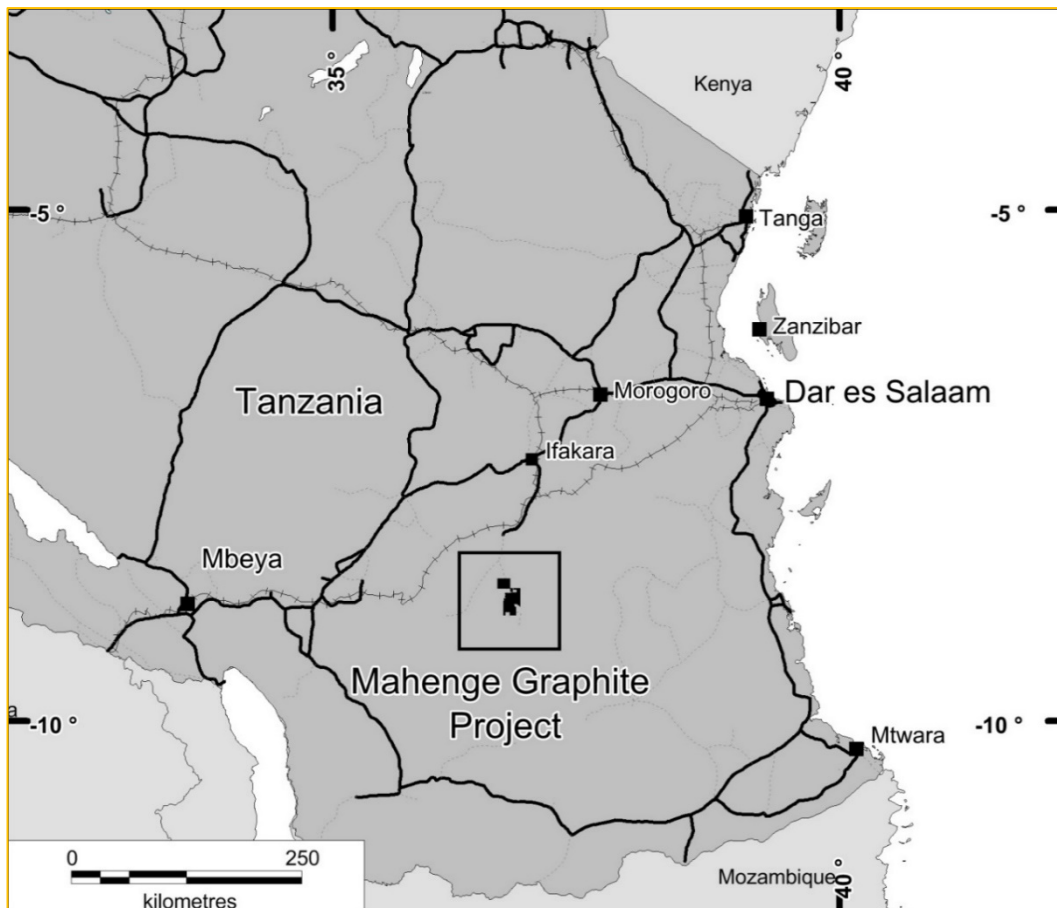 35°
40°
Kenya
-5 °
-5 °
Tanga
Zanzibar
Tanzania
Morogoro
Dar es Salaam
Ifakara
Mbeya
Mahenge Graphite
Project
a
-10 °
-10 °
Mtwara
0
250
kilometres
Mozambique
40°